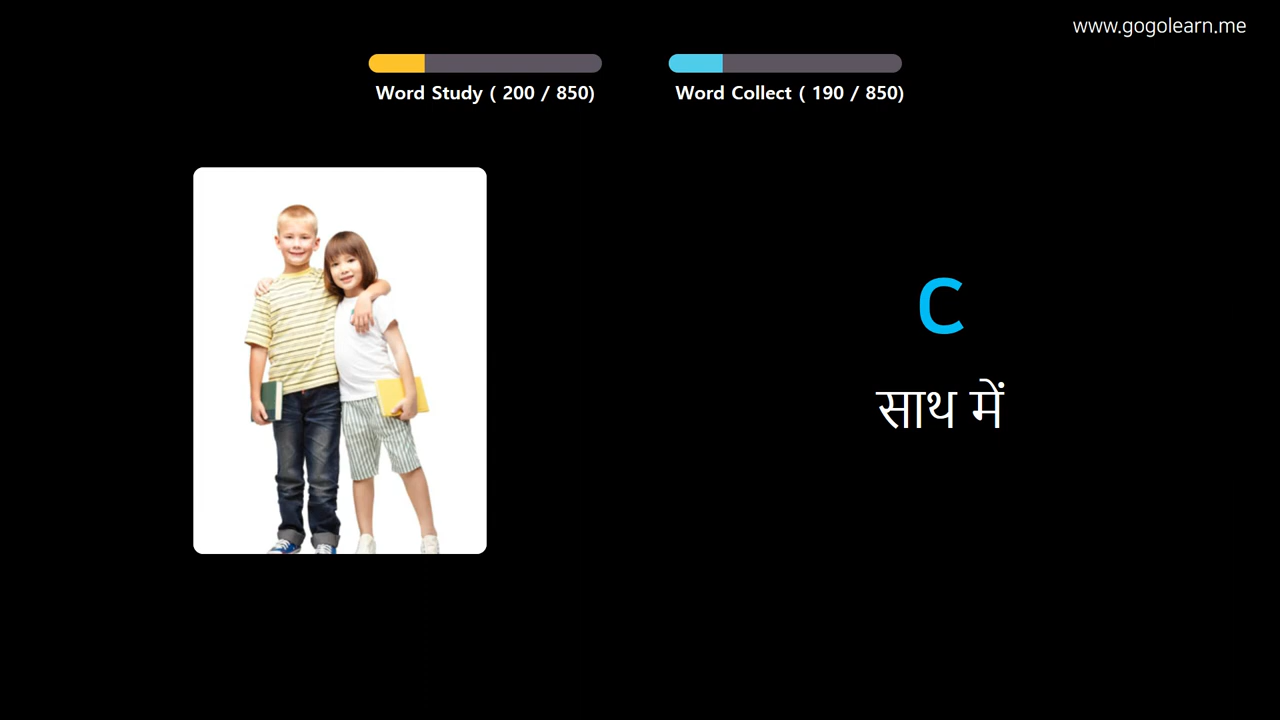 www.gogolearn.me
Word Study ( 200 / 850)
Word Collect ( 190 / 850)
с
साथ में